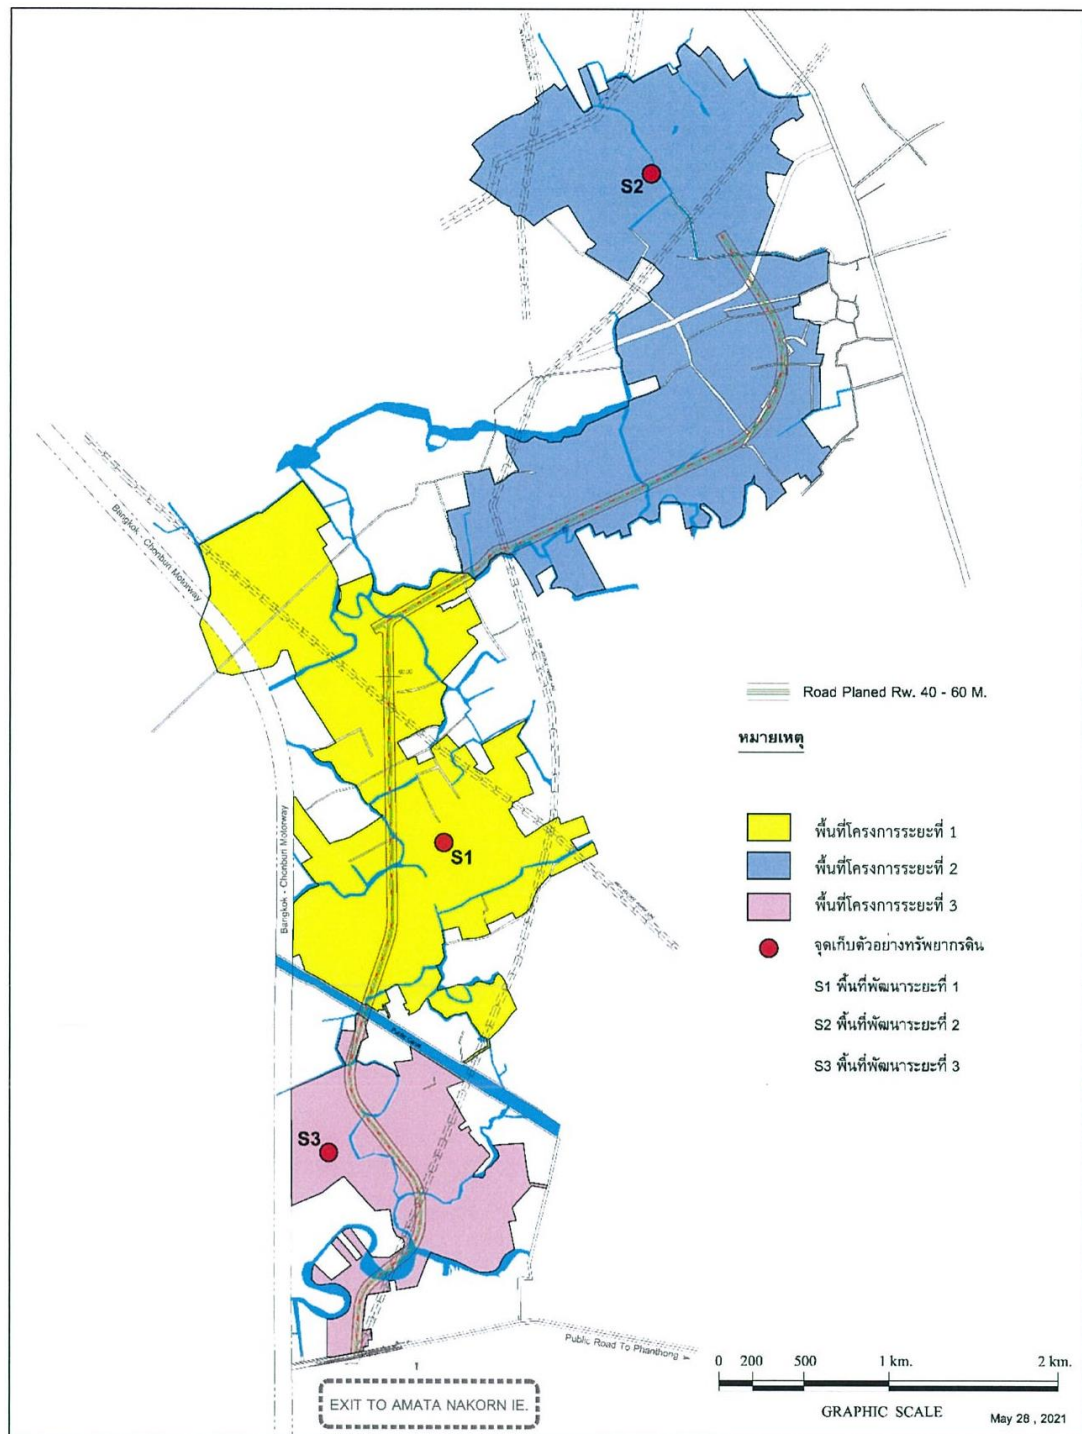 S2
Bangkok - Chonburi Motorway
Road Planed Rw. 40 - 60 M.
หมายเหตุ
พื้นที่โครงการระยะที่ 1
S1
Bangkok - Chonburi Motorway
พื้นที่โครงการระยะที่ 2
พื้นที่โครงการระยะที่ 3
จุดเก็บตัวอย่างทรัพยากรดิน
S1 พื้นที่พัฒนาระยะที่ 1
S2 พื้นที่พัฒนาระยะที่ 2
S3 พื้นที่พัฒนาระยะที่ 3
S3
Public Road To Phanthong
0 200 500 1 km. 2 km.
EXIT TO AMATA NAKORN IE.
GRAPHIC SCALE
May 28 , 2021